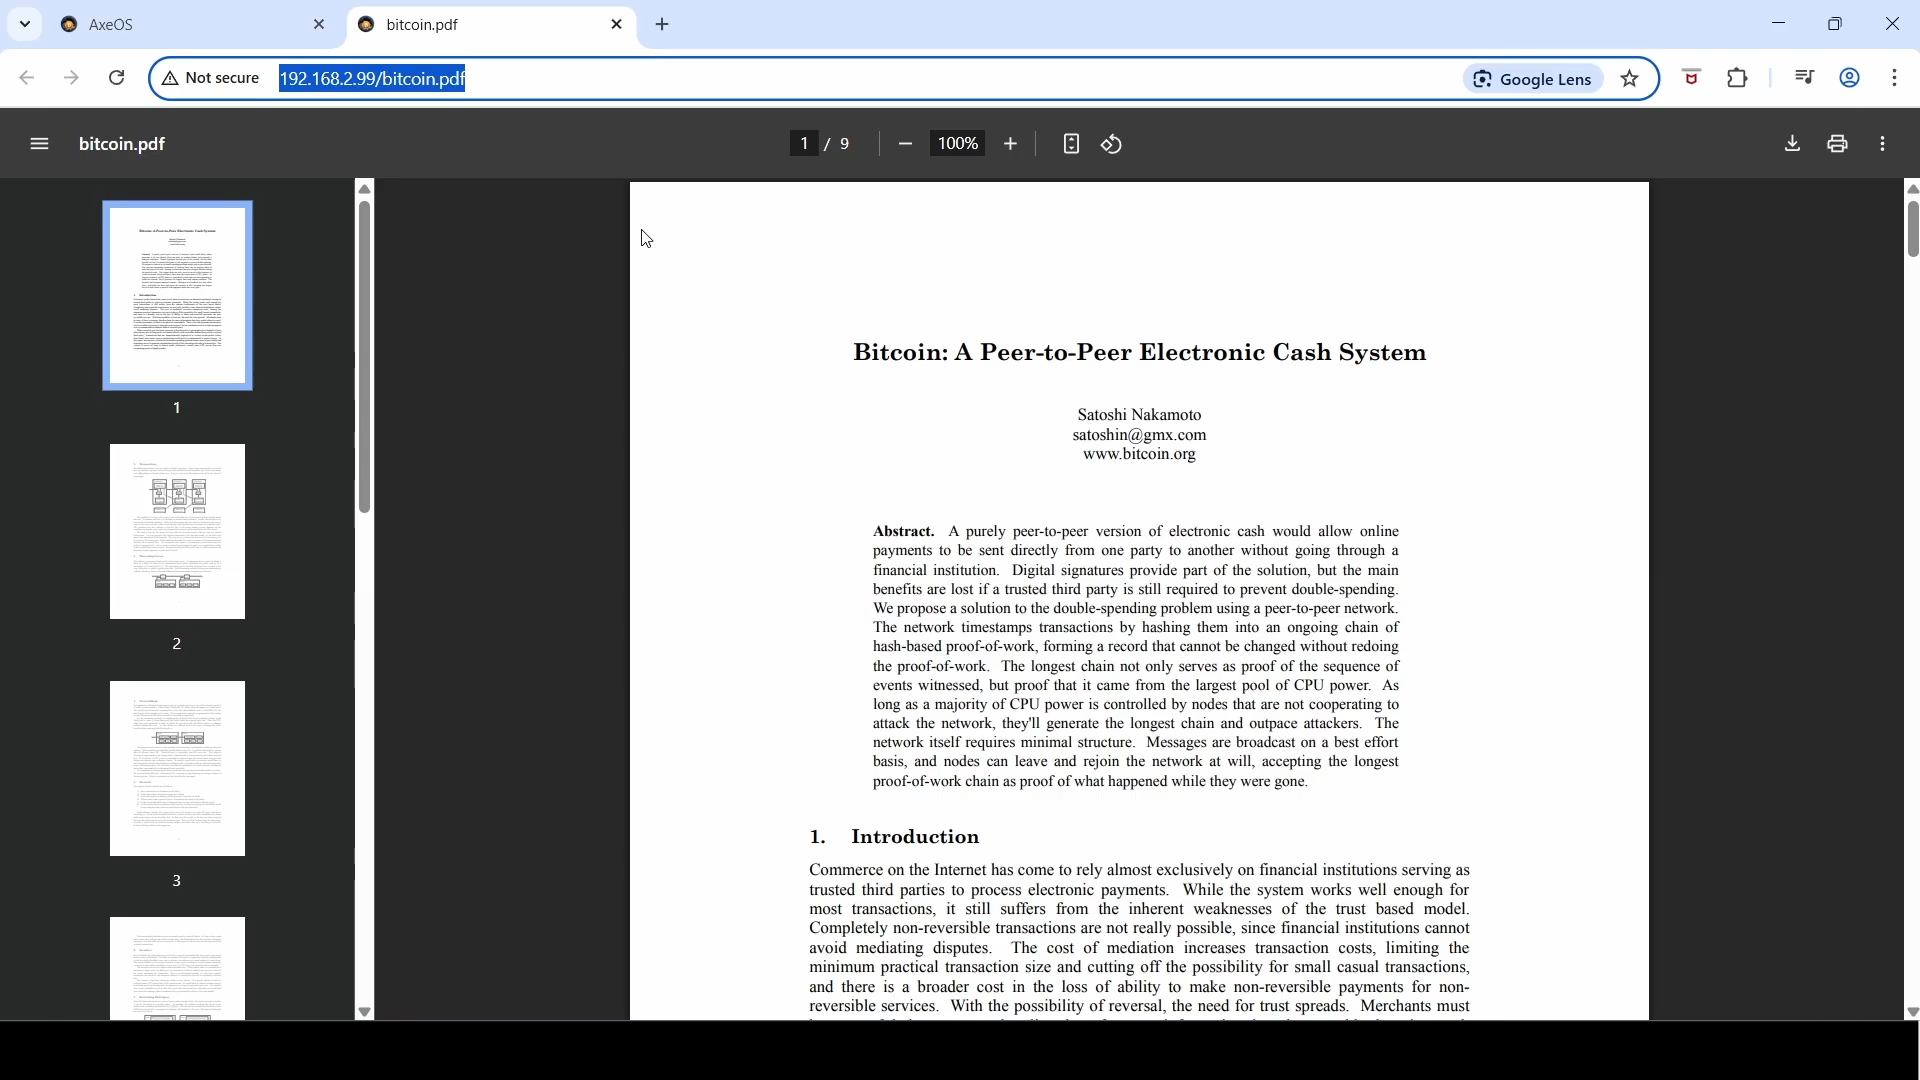 AxeOS
bitcoin.pdf
Not secure
192.168.2.99/bitcoin.pdf
Google Lens
bitcoin.pdf
1 / 9
100%
1
2
3
Bitcoin: A Peer-to-Peer Electronic Cash System
Satoshi Nakamoto
satoshin@gmx.com
www.bitcoin.org
Abstract. A purely peer-to-peer version of electronic cash would allow online
payments to be sent directly from one party to another without going through a
financial institution. Digital signatures provide part of the solution, but the main
benefits are lost if a trusted third party is still required to prevent double-spending.
We propose a solution to the double-spending problem using a peer-to-peer network.
The network timestamps transactions by hashing them into an ongoing chain of
hash-based proof-of-work, forming a record that cannot be changed without redoing
the proof-of-work. The longest chain not only serves as proof of the sequence of
events witnessed, but proof that it came from the largest pool of CPU power. As
long as a majority of CPU power is controlled by nodes that are not cooperating to
attack the network, they'll generate the longest chain and outpace attackers. The
network itself requires minimal structure. Messages are broadcast on a best effort
basis, and nodes can leave and rejoin the network at will, accepting the longest
proof-of-work chain as proof of what happened while they were gone.
1. Introduction
Commerce on the Internet has come to rely almost exclusively on financial institutions serving as
trusted third parties to process electronic payments. While the system works well enough for
most transactions, it still suffers from the inherent weaknesses of the trust based model.
Completely non-reversible transactions are not really possible, since financial institutions cannot
avoid mediating disputes. The cost of mediation increases transaction costs, limiting the
minimum practical transaction size and cutting off the possibility for small casual transactions,
and there is a broader cost in the loss of ability to make non-reversible payments for non-
reversible services. With the possibility of reversal, the need for trust spreads. Merchants must